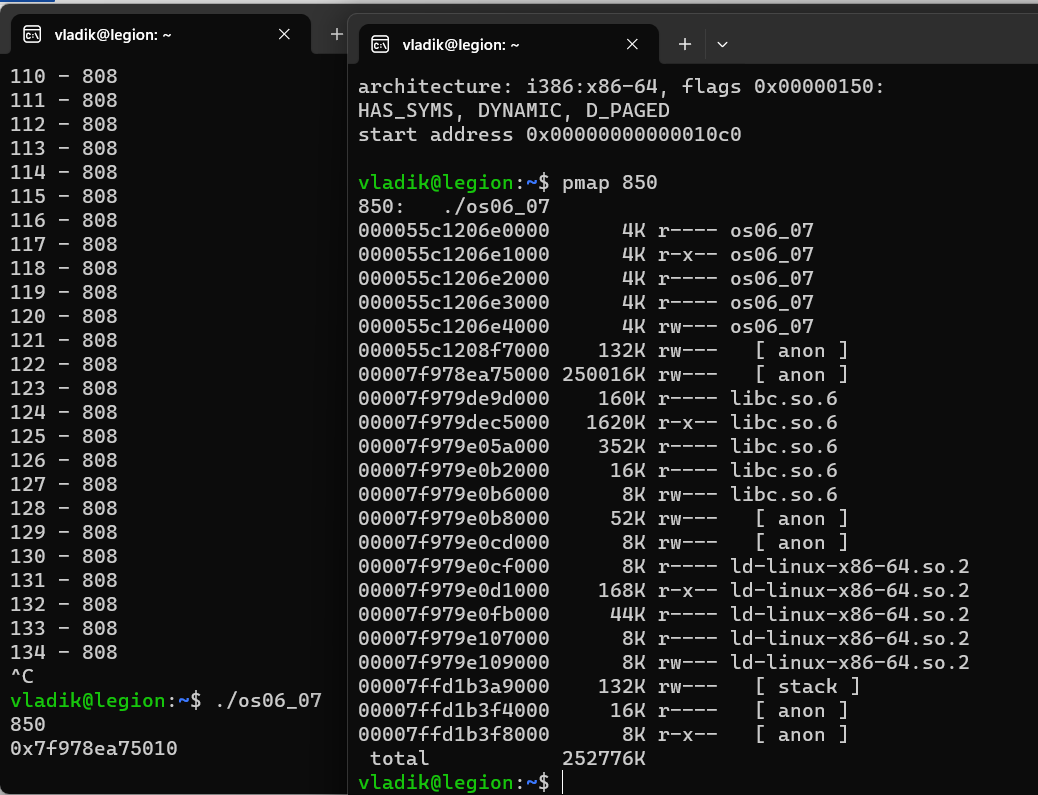 vladik@legion: ~
110 - 808
111 - 808
112 - 808
113 - 808
114 - 808
115 - 808
116 - 808
117 - 808
118 - 808
119 - 808
120 - 808
121 - 808
122 - 808
123 - 808
124 - 808
125 - 808
126 - 808
127 - 808
128 - 808
129 - 808
130 - 808
131 - 808
132 - 808
133 - 808
134 - 808
^C
vladik@legion:~$ ./os06_07
850
0x7f978ea75010
vladik@legion: ~
architecture: i386:x86-64, flags 0x00000150:
HAS_SYMS, DYNAMIC, D_PAGED
start address 0x00000000000010c0
vladik@legion:~$ pmap 850
850:   ./os06_07
000055c1206e0000      4K r---- os06_07
000055c1206e1000      4K r-x-- os06_07
000055c1206e2000      4K r---- os06_07
000055c1206e3000      4K r---- os06_07
000055c1206e4000      4K rw--- os06_07
000055c1208f7000    132K rw---   [ anon ]
00007f978ea75000 250016K rw---   [ anon ]
00007f979de9d000    160K r---- libc.so.6
00007f979dec5000   1620K r-x-- libc.so.6
00007f979e05a000    352K r---- libc.so.6
00007f979e0b2000     16K r---- libc.so.6
00007f979e0b6000      8K rw--- libc.so.6
00007f979e0b8000     52K rw---   [ anon ]
00007f979e0cd000      8K rw---   [ anon ]
00007f979e0cf000      8K r---- ld-linux-x86-64.so.2
00007f979e0d1000    168K r-x-- ld-linux-x86-64.so.2
00007f979e0fb000     44K r---- ld-linux-x86-64.so.2
00007f979e107000      8K r---- ld-linux-x86-64.so.2
00007f979e109000      8K rw--- ld-linux-x86-64.so.2
00007ffd1b3a9000    132K rw---   [ stack ]
00007ffd1b3f4000     16K r----   [ anon ]
00007ffd1b3f8000      8K r-x--   [ anon ]
 total           252776K
vladik@legion:~$